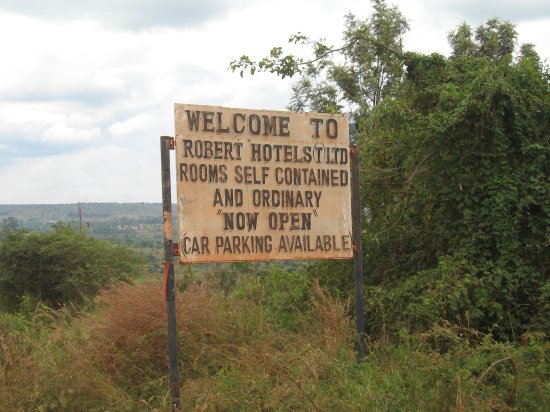 WELCOME TO
ROBERT HOTELS (T) LTD
ROOMS SELF CONTAINED
AND ORDINARY
"NOW OPEN"
(CAR PARKING AVAILABLE)